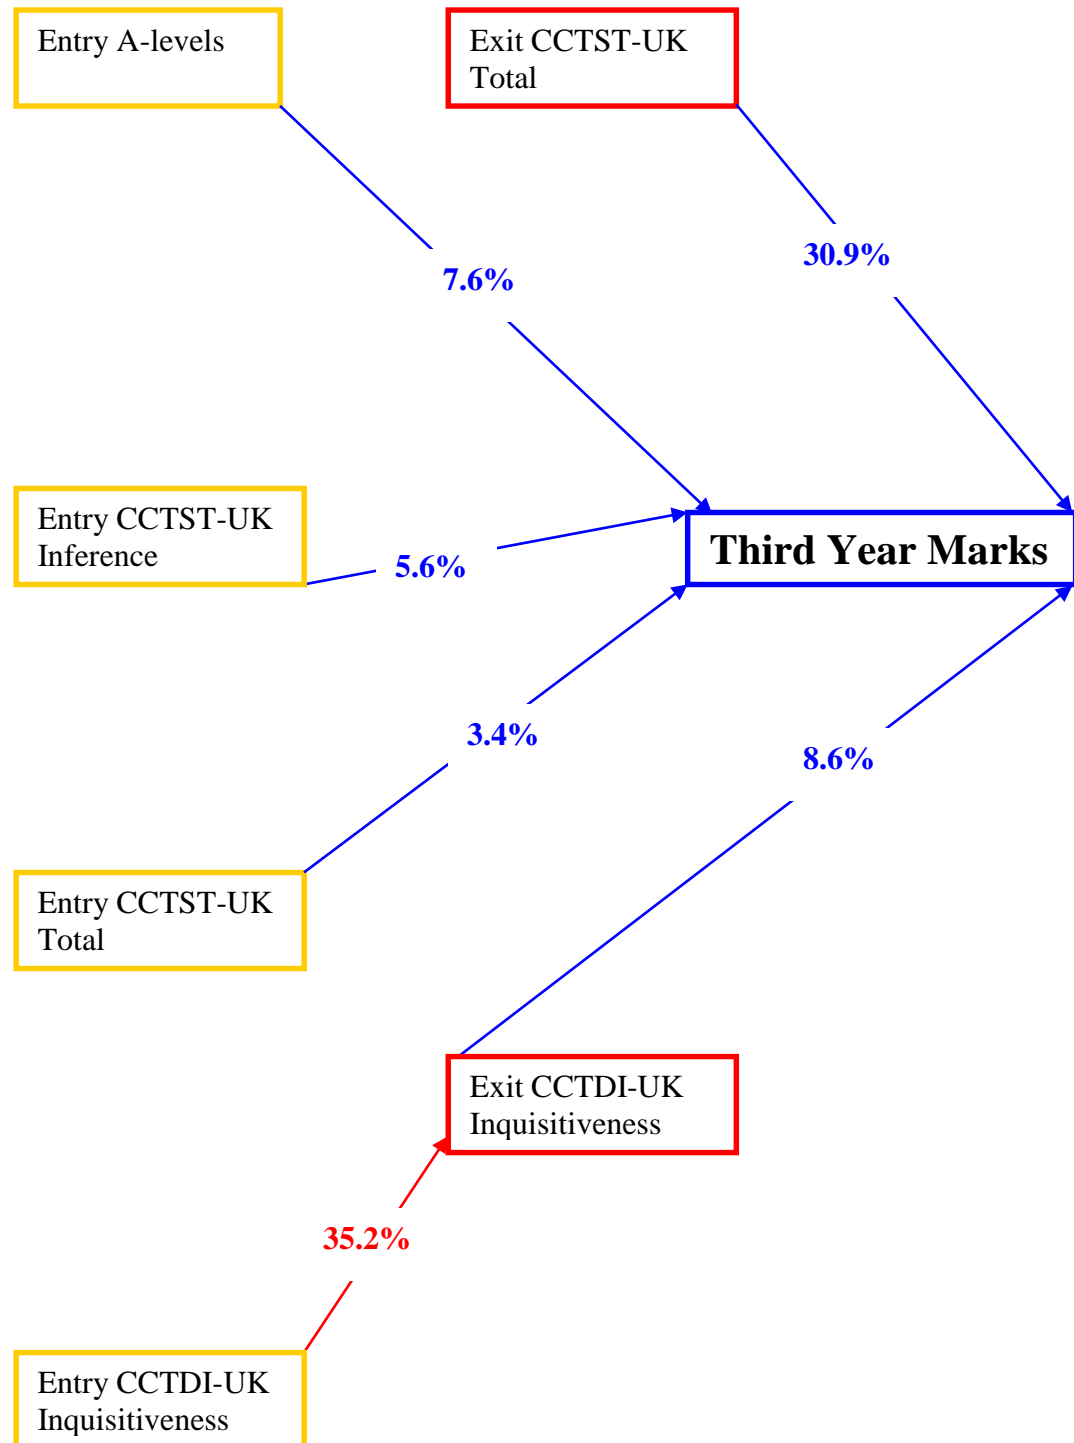 Entry A-levels
Exit CCTST-UK
Total
30.9%
7.6%
Entry CCTST-UK
Inference
5.6%
Third Year Marks
3.4%
8.6%
Entry CCTST-UK
Total
Exit CCTDI-UK
Inquisitiveness
35.2%
Entry CCTDI-UK
Inquisitiveness